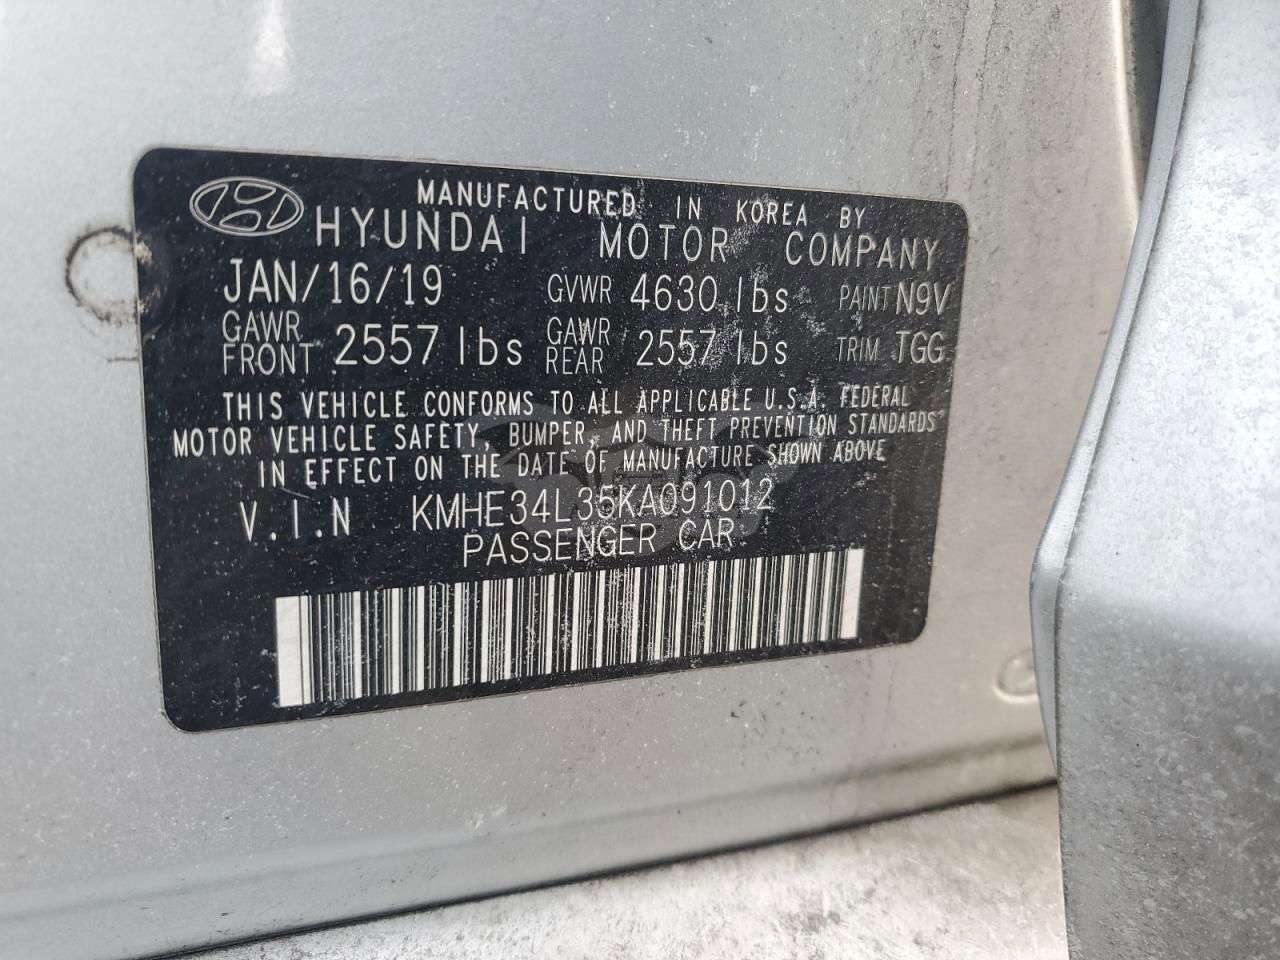 MANUFACTURED IN KOREA BY
HYUNDAI MOTOR COMPANY
JAN/16/19 GVWR 4630 lbs PAINT N9V
GAWR FRONT 2557 lbs GAWR REAR 2557 lbs TRIM TGG
THIS VEHICLE CONFORMS TO ALL APPLICABLE U.S.A. FEDERAL
MOTOR VEHICLE SAFETY, BUMPER, AND THEFT PREVENTION STANDARDS
IN EFFECT ON THE DATE OF MANUFACTURE SHOWN ABOVE
V.I.N KMHE34L35KA091012
PASSENGER CAR